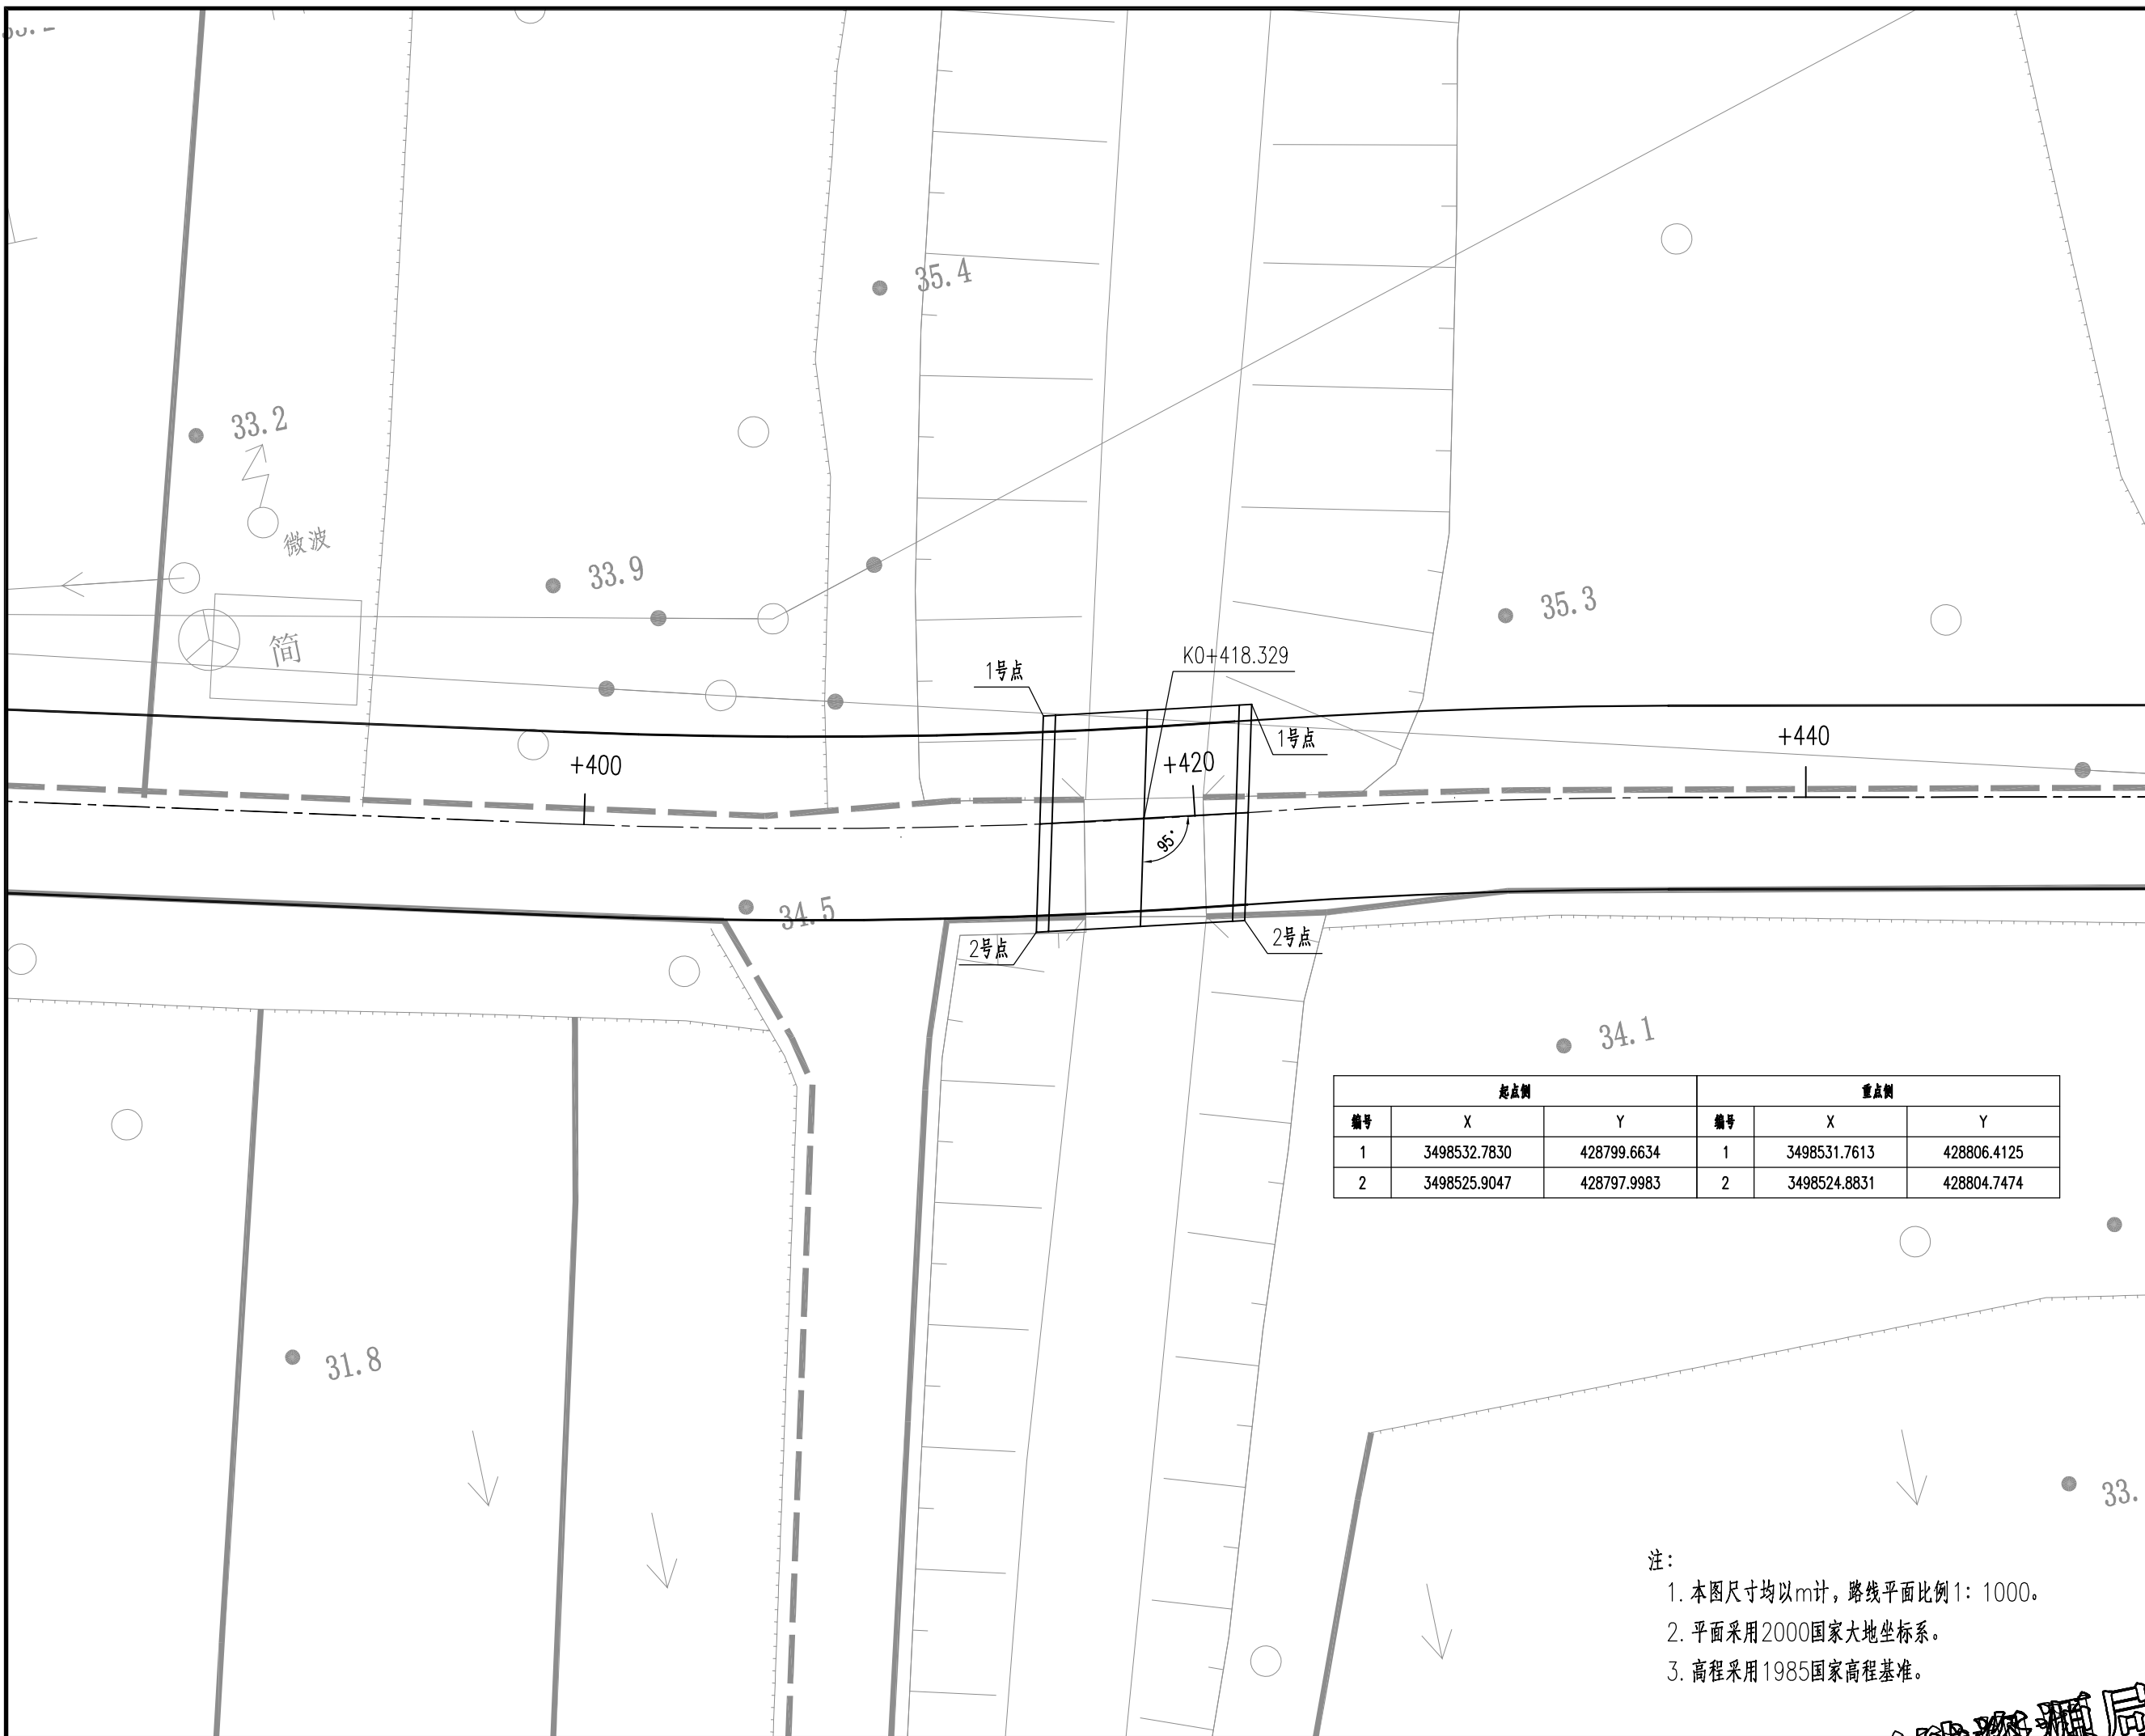 35.4
33.2
微波
33.9
35.3
简
K0+418.329
1号点
1号点
+400
+420
+440
95°
34.5
2号点
2号点
34.1
起点侧 重点侧
编号 X Y 编号 X Y
1 3498532.7830 428799.6634 1 3498531.7613 428806.4125
2 3498525.9047 428797.9983 2 3498524.8831 428804.7474
31.8
33.
注：
1. 本图尺寸均以m计，路线平面比例1：1000。
2. 平面采用2000国家大地坐标系。
3. 高程采用1985国家高程基准。
源局